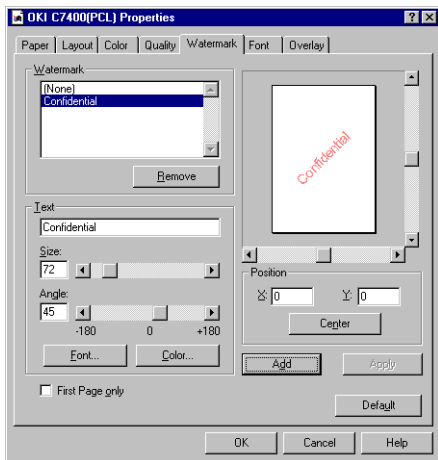 OKI C7400(PCL) Properties
Paper Layout Color Quality Watermark Font Overlay
Watermark
(None)
Confidential
Remove
Text
Confidential
Size:
72
Angle:
45
-180 0 +180
Font... Color...
First Page only
Confidential
Position
X: 0 Y: 0
Center
Add Apply
Default
OK Cancel Help